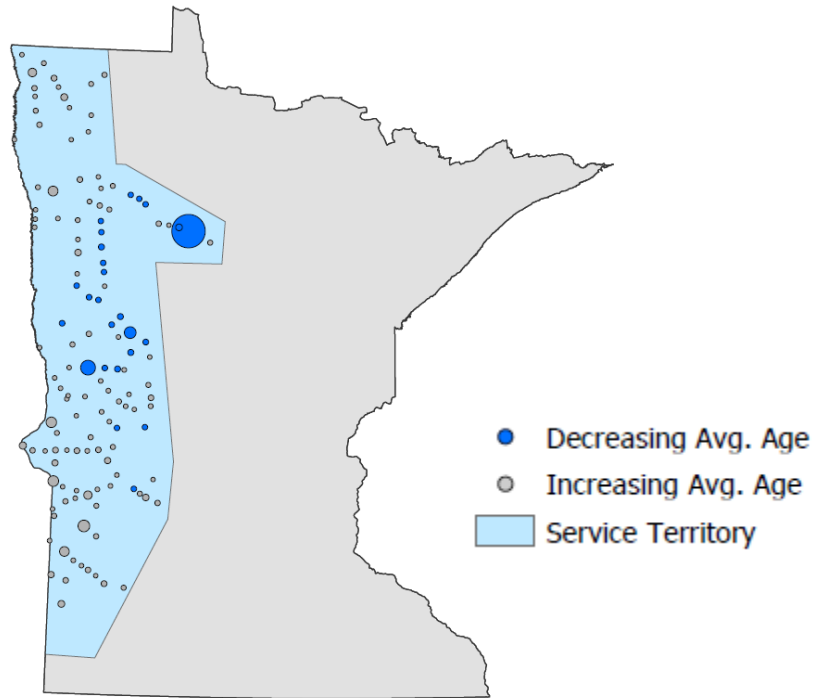 Decreasing Avg. Age
Increasing Avg. Age
Service Territory